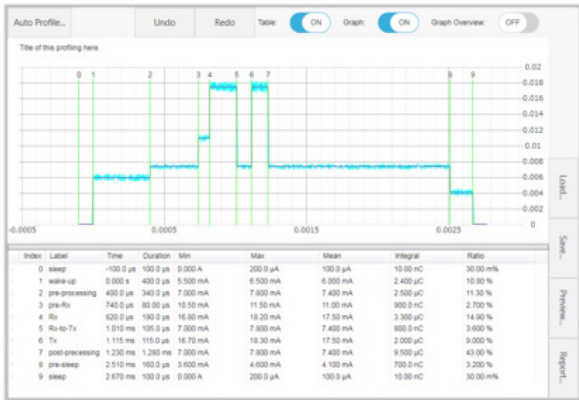 Auto Profile... Undo Redo Table: ON Graph: ON Graph Overview: OFF
Title of this profiling here.
0 1 2 3 4 5 6 7 8 9
0.02
0.018
0.016
0.014
0.012
0.01
0.008
0.006
0.004
0.002
0
-0.0005 0.0005 0.0015 0.0025
Load...
Save...
Preview...
Report...
Index Label Time Duration Min Max Mean Integral Ratio
0 sleep -100.0 µs 100.0 µs 0.000 A 200.0 µA 100.0 µA 10.00 nC 30.00 m%
1 wake-up 0.000 s 400.0 µs 5.500 mA 6.500 mA 6.000 mA 2.400 µC 10.80 %
2 pre-processing 400.0 µs 340.0 µs 7.000 mA 7.800 mA 7.400 mA 2.500 µC 11.30 %
3 pre-Rx 740.0 µs 80.00 µs 10.50 mA 11.50 mA 11.00 mA 900.0 nC 2.700 %
4 Rx 820.0 µs 190.0 µs 16.80 mA 18.20 mA 17.50 mA 3.300 µC 14.90 %
5 Rx-to-Tx 1.010 ms 105.0 µs 7.000 mA 7.800 mA 7.400 mA 800.0 nC 3.600 %
6 Tx 1.115 ms 115.0 µs 16.70 mA 18.30 mA 17.50 mA 2.000 µC 9.000 %
7 post-precessing 1.230 ms 1.280 ms 7.000 mA 7.800 mA 7.400 mA 9.500 µC 43.00 %
8 pre-sleep 2.510 ms 160.0 µs 3.600 mA 4.600 mA 4.100 mA 700.0 nC 3.200 %
9 sleep 2.670 ms 100.0 µs 0.000 A 200.0 µA 100.0 µA 10.00 nC 30.00 m%